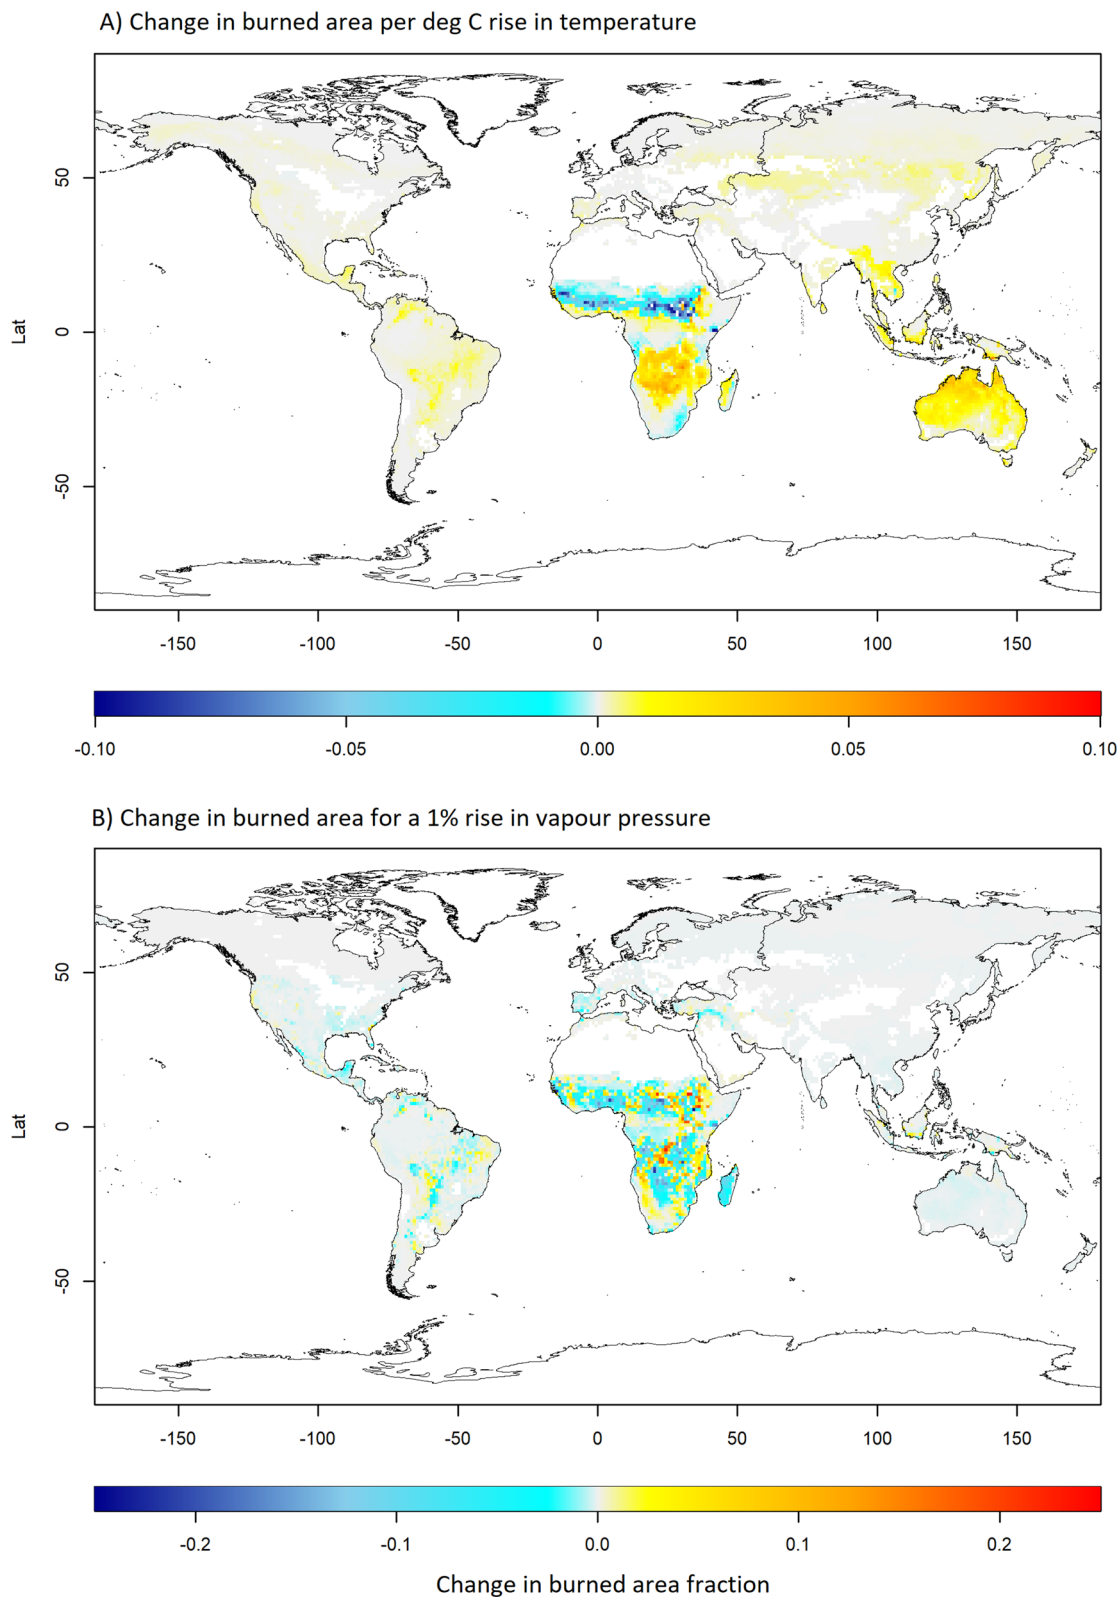 A) Change in burned area per deg C rise in temperature
50
0
-50
Lat
-150 -100 -50 0 50 100 150
-0.10 -0.05 0.00 0.05 0.10
B) Change in burned area for a 1% rise in vapour pressure
50
0
-50
Lat
-150 -100 -50 0 50 100 150
-0.2 -0.1 0.0 0.1 0.2
Change in burned area fraction